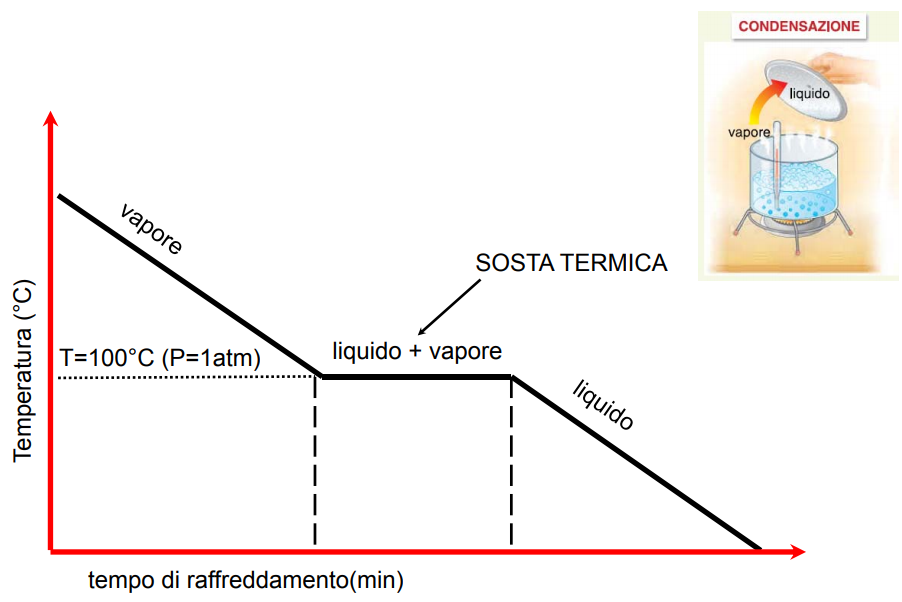 CONDENSAZIONE
liquido
vapore
vapore
SOSTA TERMICA
liquido + vapore
T=100°C (P=1atm)
liquido
Temperatura (°C)
tempo di raffreddamento(min)